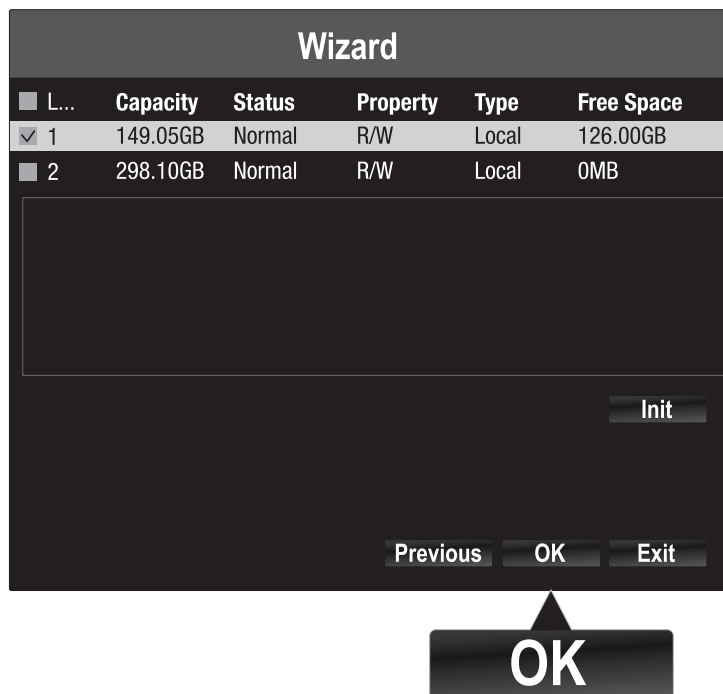 Wizard
L... Capacity Status Property Type Free Space
1 149.05GB Normal R/W Local 126.00GB
2 298.10GB Normal R/W Local 0MB
Init
Previous OK Exit
OK